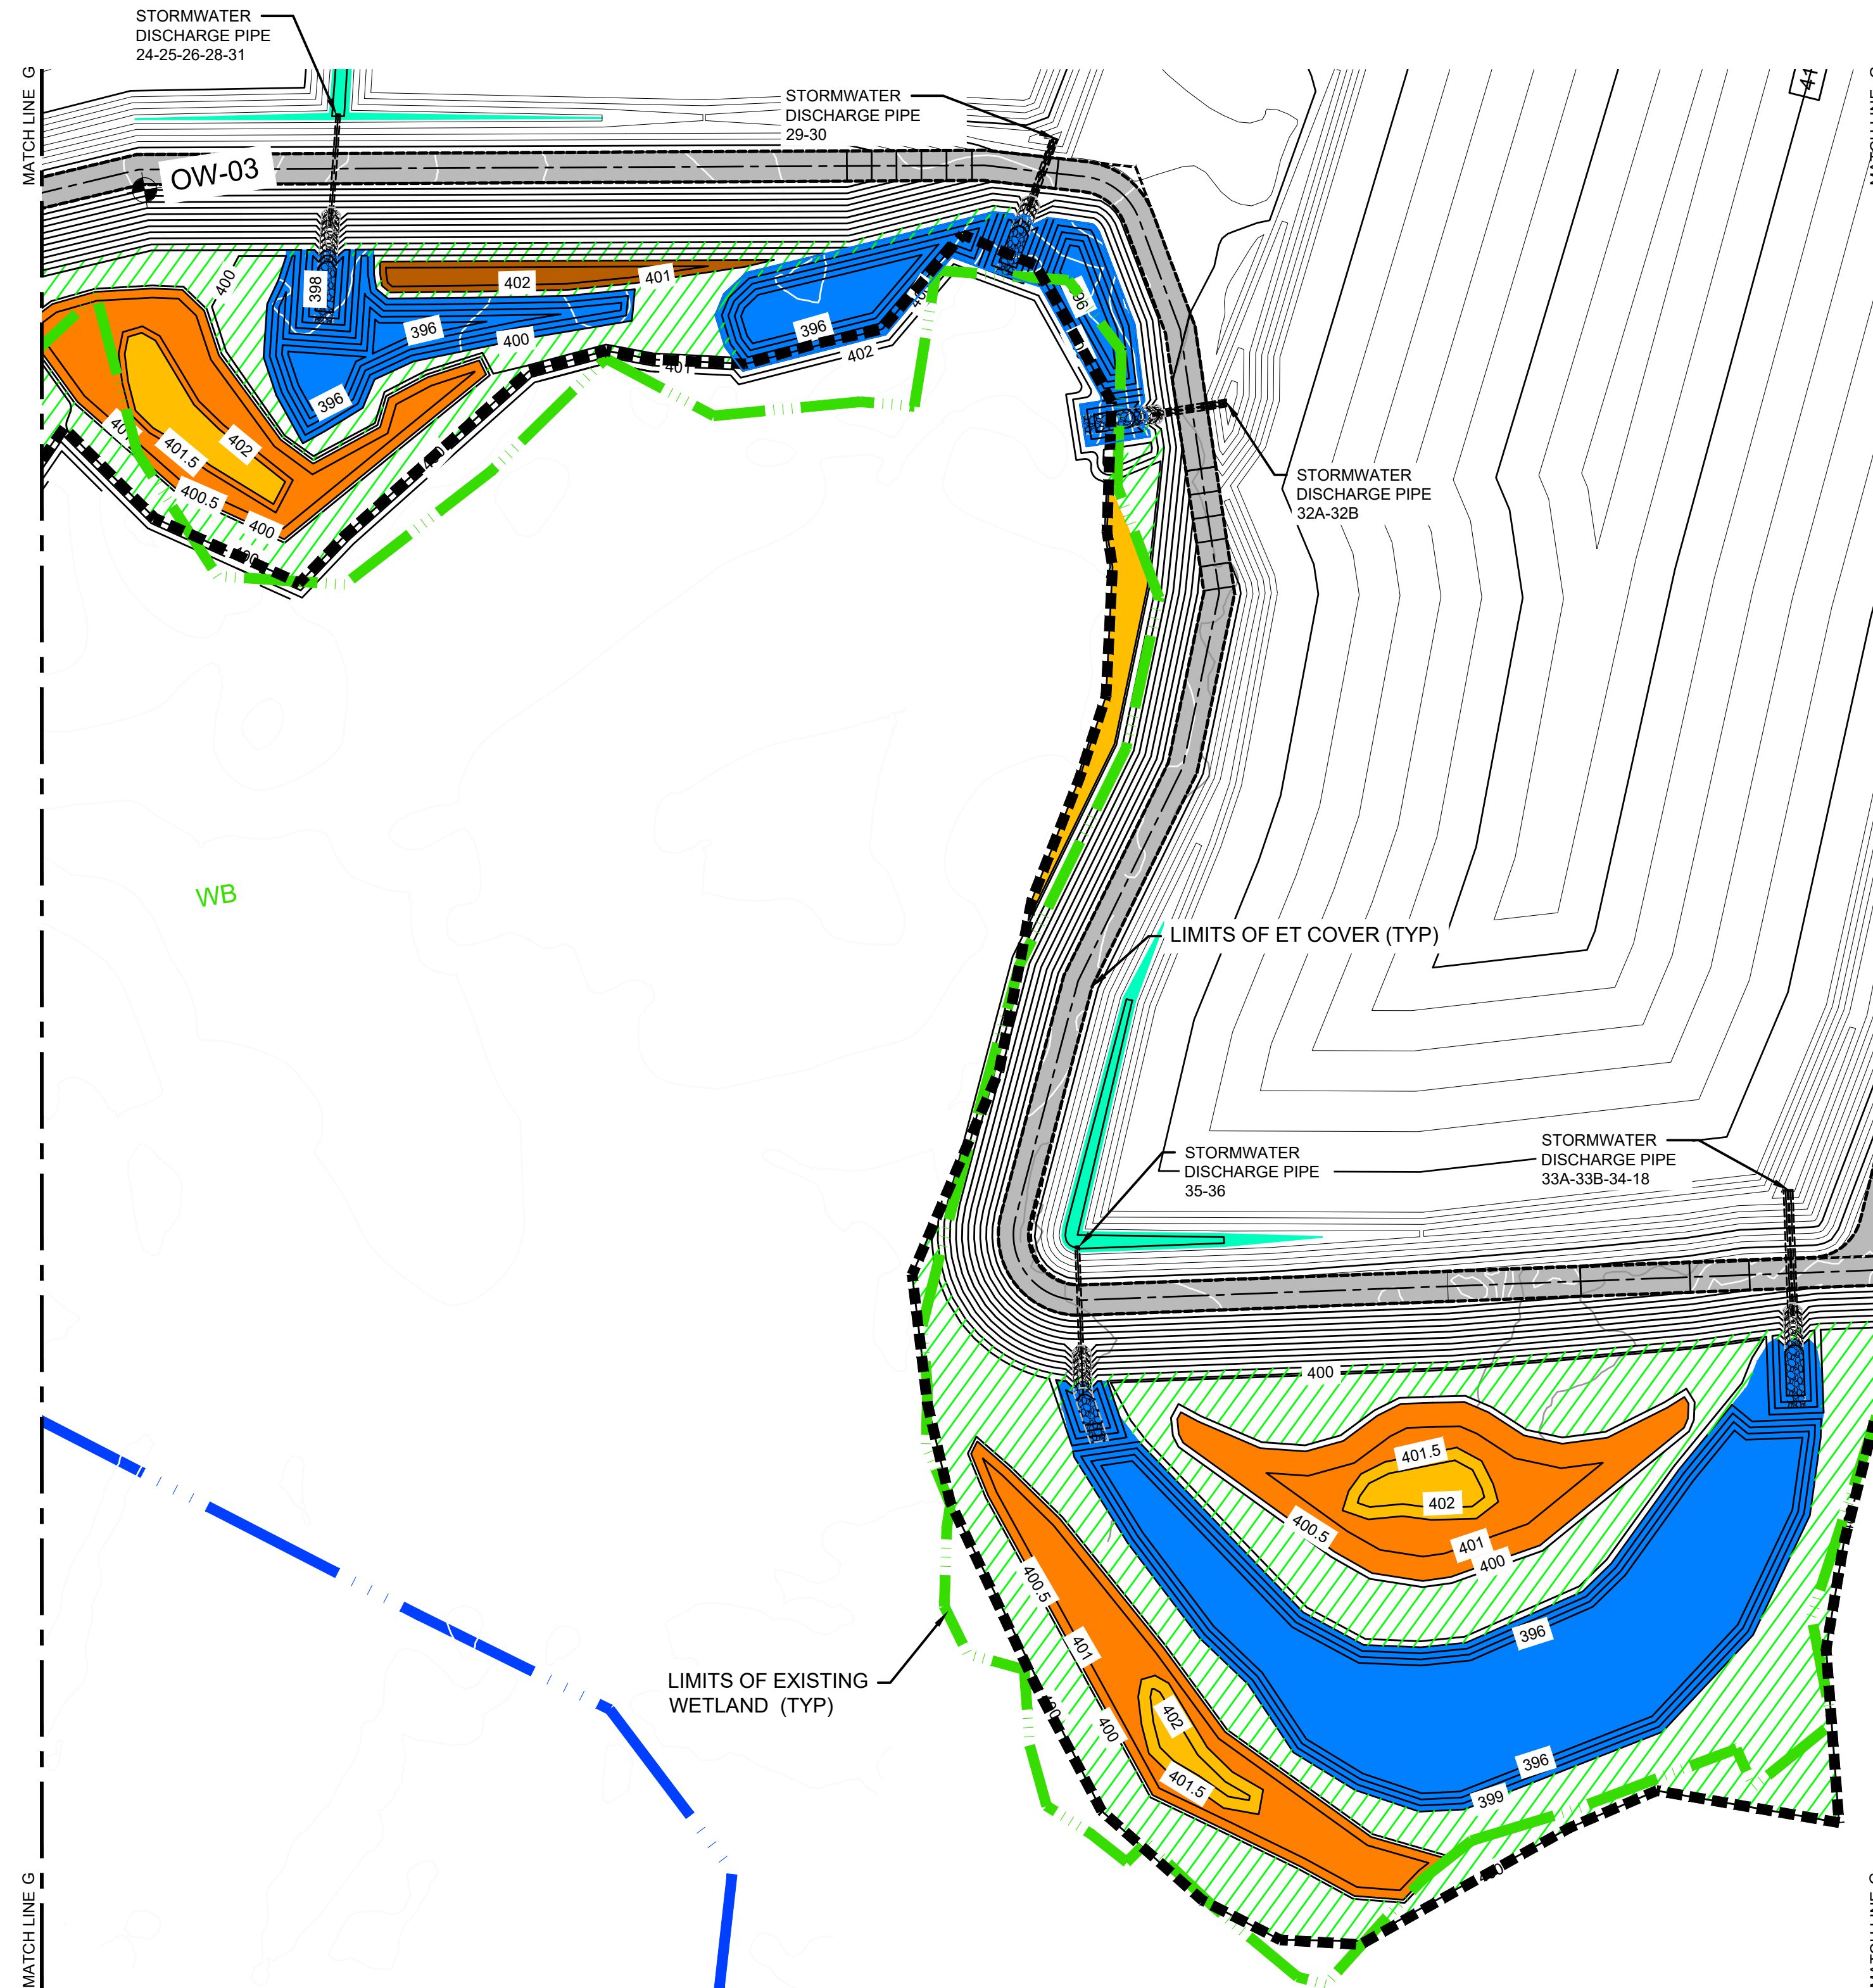 STORMWATER
DISCHARGE PIPE
24-25-26-28-31
MATCH LINE G
STORMWATER
DISCHARGE PIPE
29-30
41
OW-03
400
398
402
401
396
400
396
396
402
401
401.5
402
400.5
400
STORMWATER
DISCHARGE PIPE
32A-32B
WB
LIMITS OF ET COVER (TYP)
STORMWATER
DISCHARGE PIPE
35-36
STORMWATER
DISCHARGE PIPE
33A-33B-34-18
400
401.5
402
400.5
401
400
400.5
396
401
LIMITS OF EXISTING
WETLAND (TYP)
402
400
401.5
396
399
MATCH LINE G